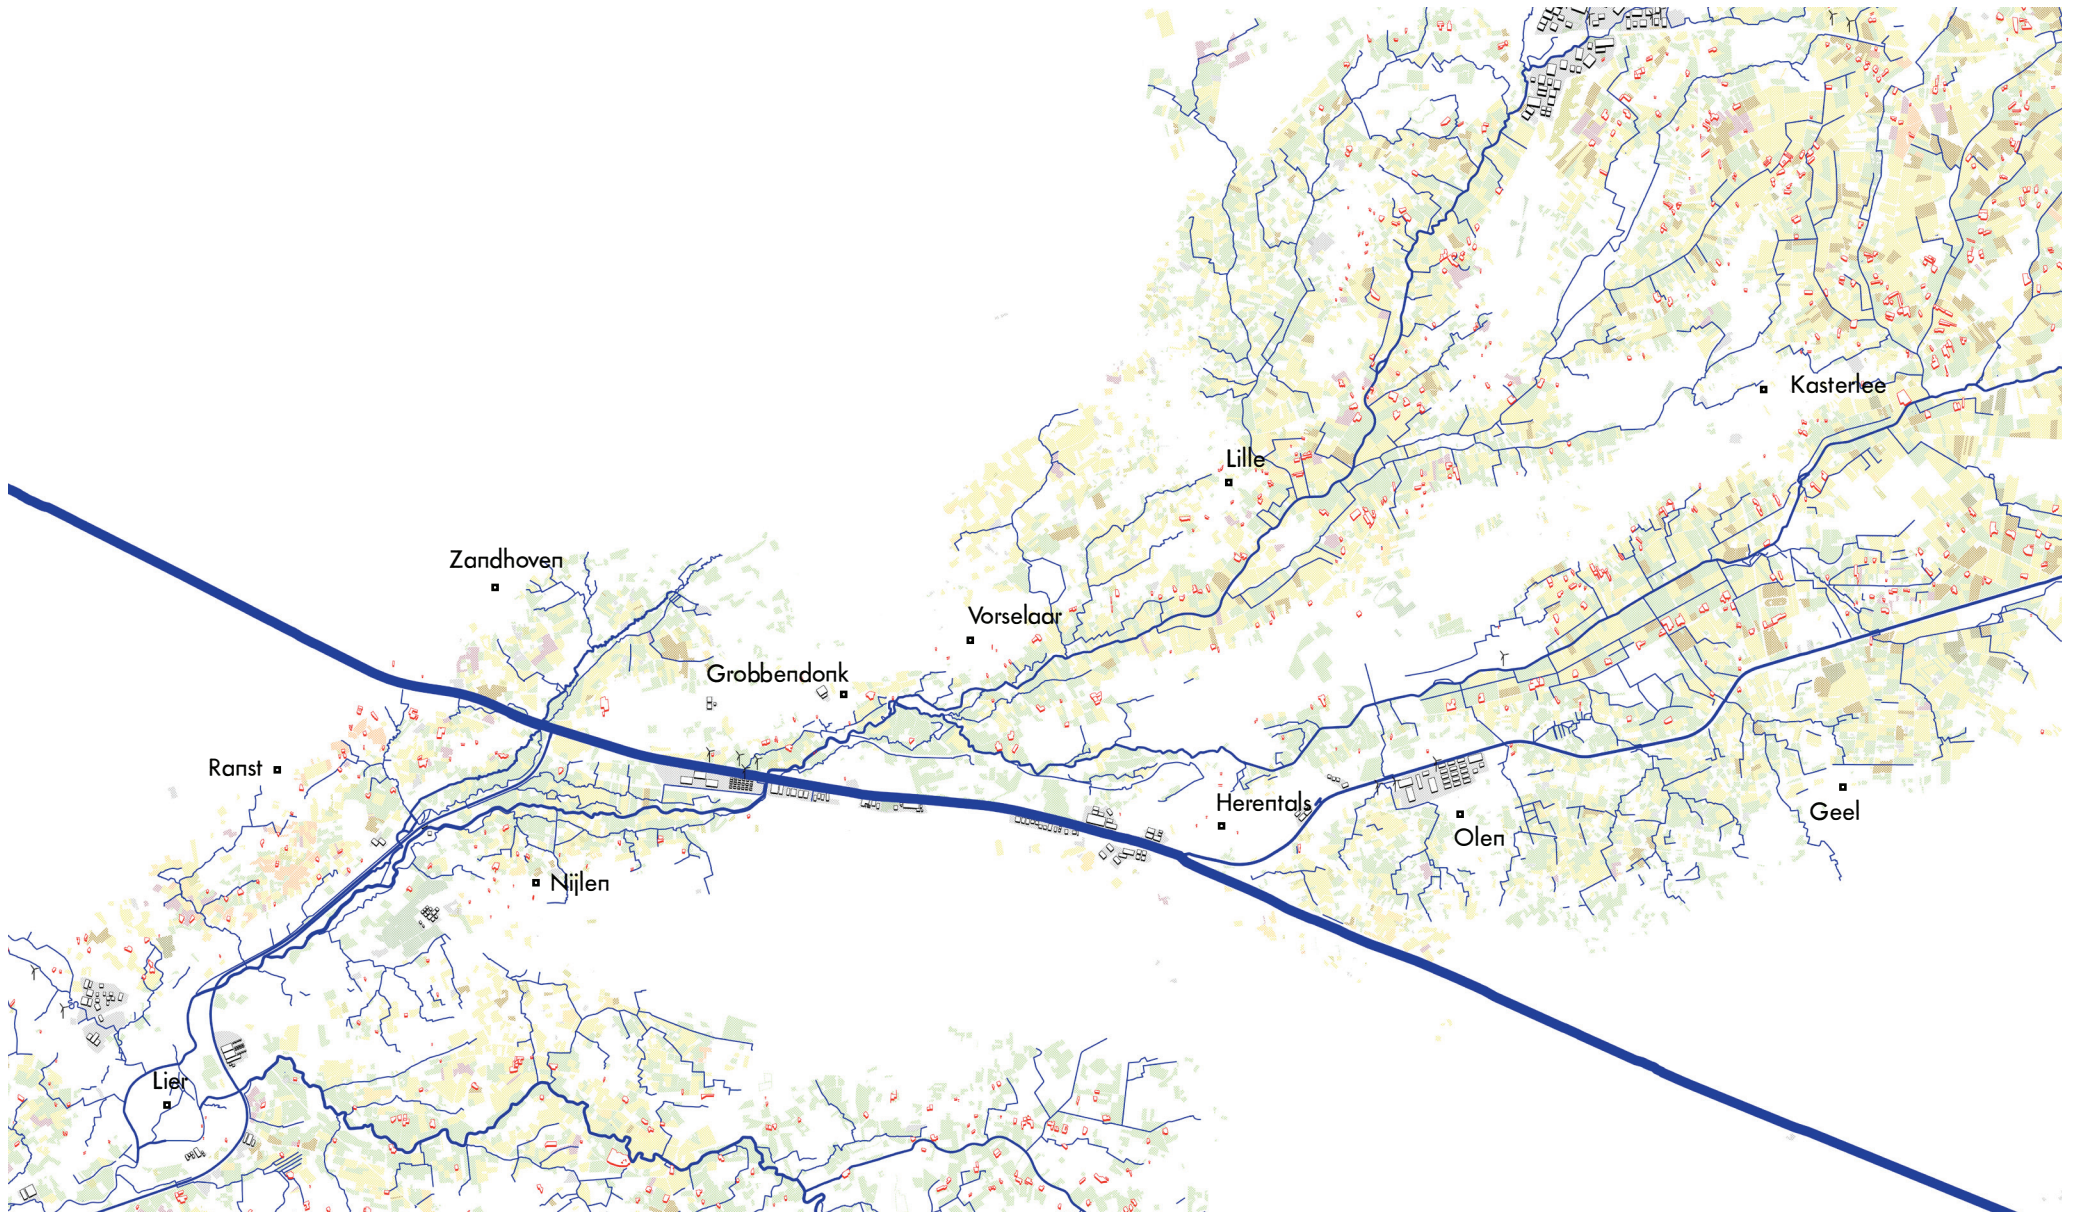 Kasterlee
Lille
Zandhoven
Vorselaar
Grobbendonk
Ranst
Herentals
Geel
Olen
Nijlen
Lier